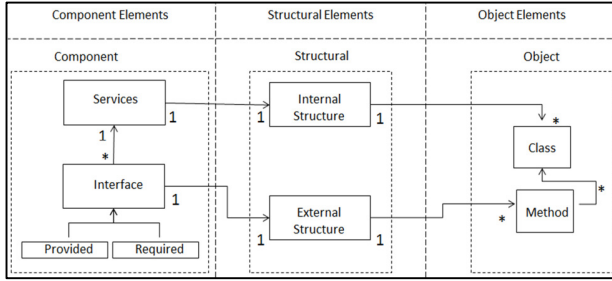 Component Elements
Structural Elements
Object Elements
Component
Structural
Object
Services
Internal
Structure
1
1
1
1
*
*
Class
Interface
1
External
Structure
1
1
*
Method
*
Provided
Required